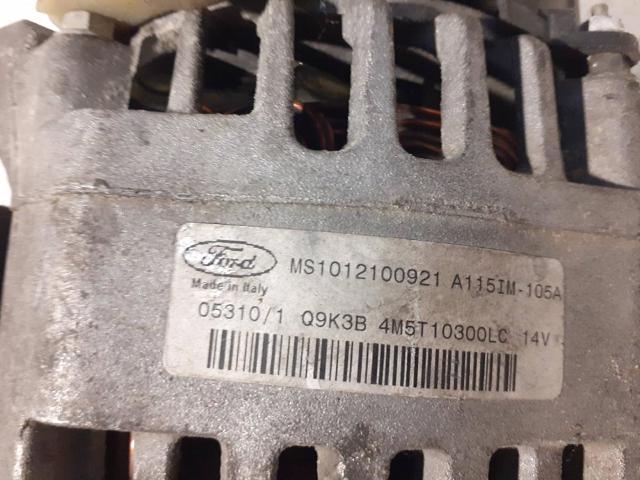 Ford MS1012100921 A115IM-105A
Made in Italy
05310/1 Q9K3B 4M5T10300LC 14V